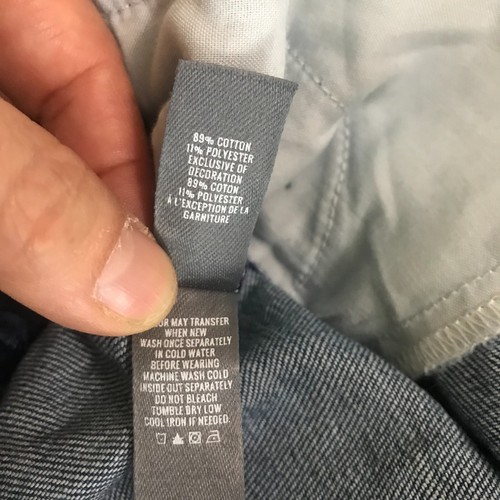 89% COTTON
11% POLYESTER
EXCLUSIVE OF
DECORATION
89% COTON
11% POLYESTER
À L'EXCEPTION DE LA
GARNITURE
MAY TRANSFER
WHEN NEW
WASH ONCE SEPARATELY
IN COLD WATER
BEFORE WEARING
MACHINE WASH COLD
INSIDE OUT SEPARATELY
DO NOT BLEACH
TUMBLE DRY LOW
COOL IRON IF NEEDED.